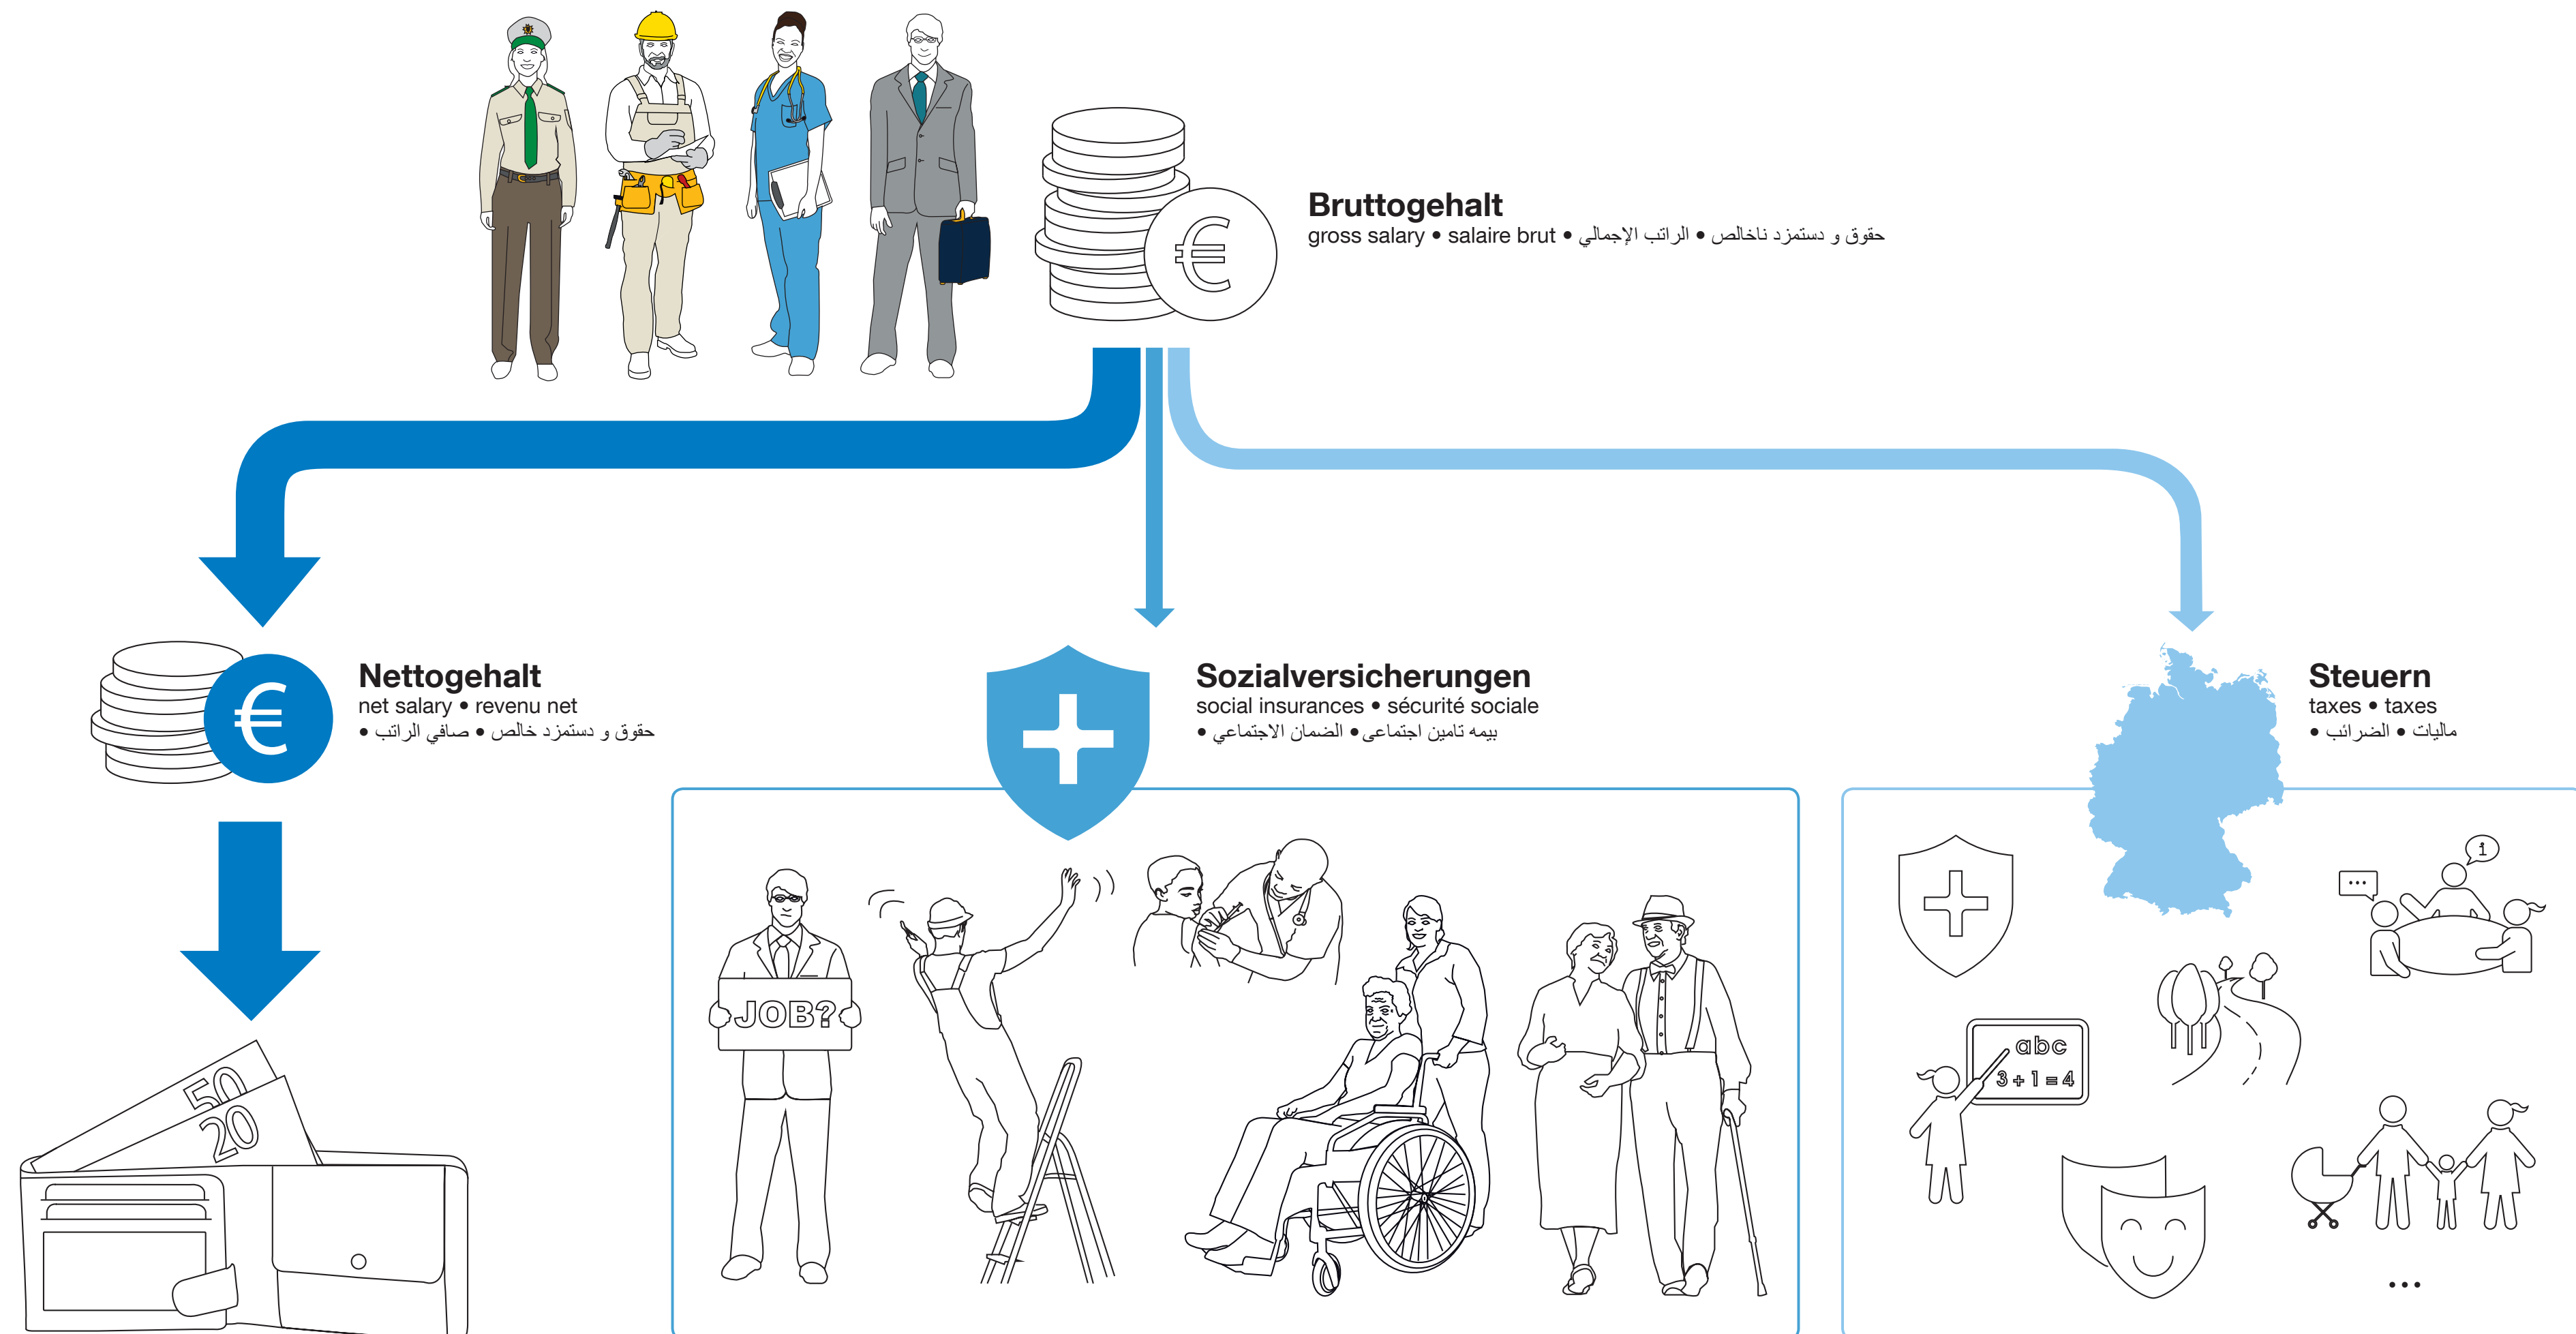 Bruttogehalt
gross salary • salaire brut • الراتب الإجمالي • حقوق و دستمزد ناخالص
€
Nettogehalt
net salary • revenu net
• صافي الراتب • حقوق و دستمزد خالص
€
Sozialversicherungen
social insurances • sécurité sociale
• الضمان الاجتماعي • بیمه تامین اجتماعی
Steuern
taxes • taxes
• الضرائب • مالیات
50
20
JOB?
i
...
abc
3+1=4
...